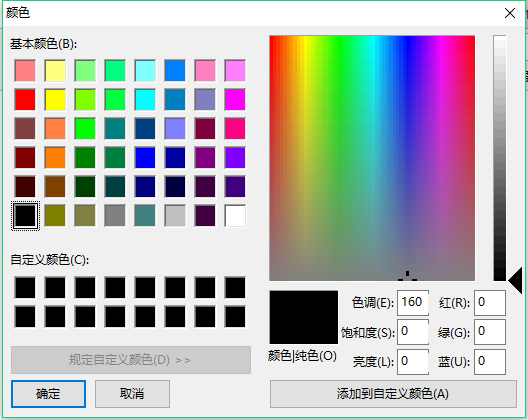 颜色
基本颜色(B):
自定义颜色(C):
规定自定义颜色(D) >>
确定
取消
颜色|纯色(O)
色调(E): 160
饱和度(S): 0
亮度(L): 0
红(R): 0
绿(G): 0
蓝(U): 0
添加到自定义颜色(A)